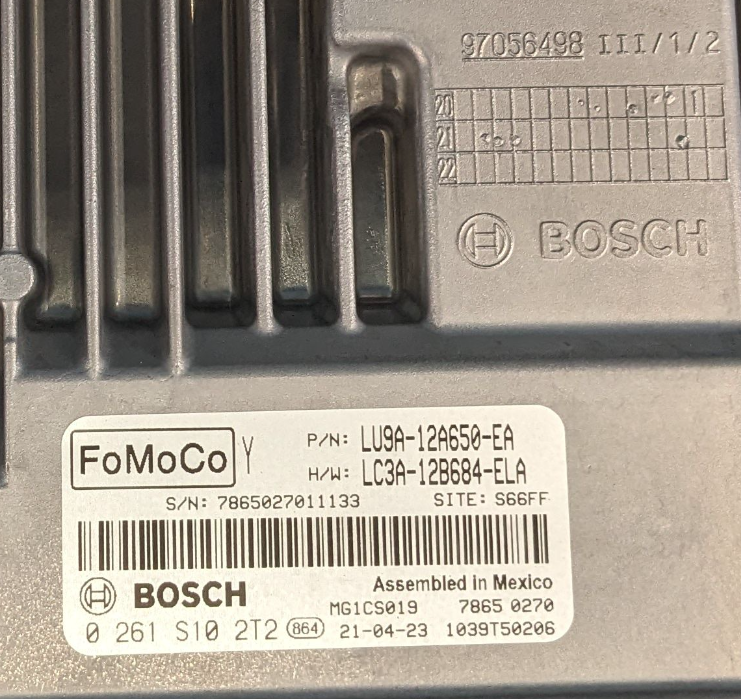 97056498 III/1/2
20
21
22
BOSCH
FoMoCo Y
P/N: LU9A-12A650-EA
H/W: LC3A-12B684-ELA
S/N: 7865027011133 SITE: S66FF
BOSCH
Assembled in Mexico
MG1CS019 7865 0270
0 261 S10 2T2 864 21-04-23 1039T50206